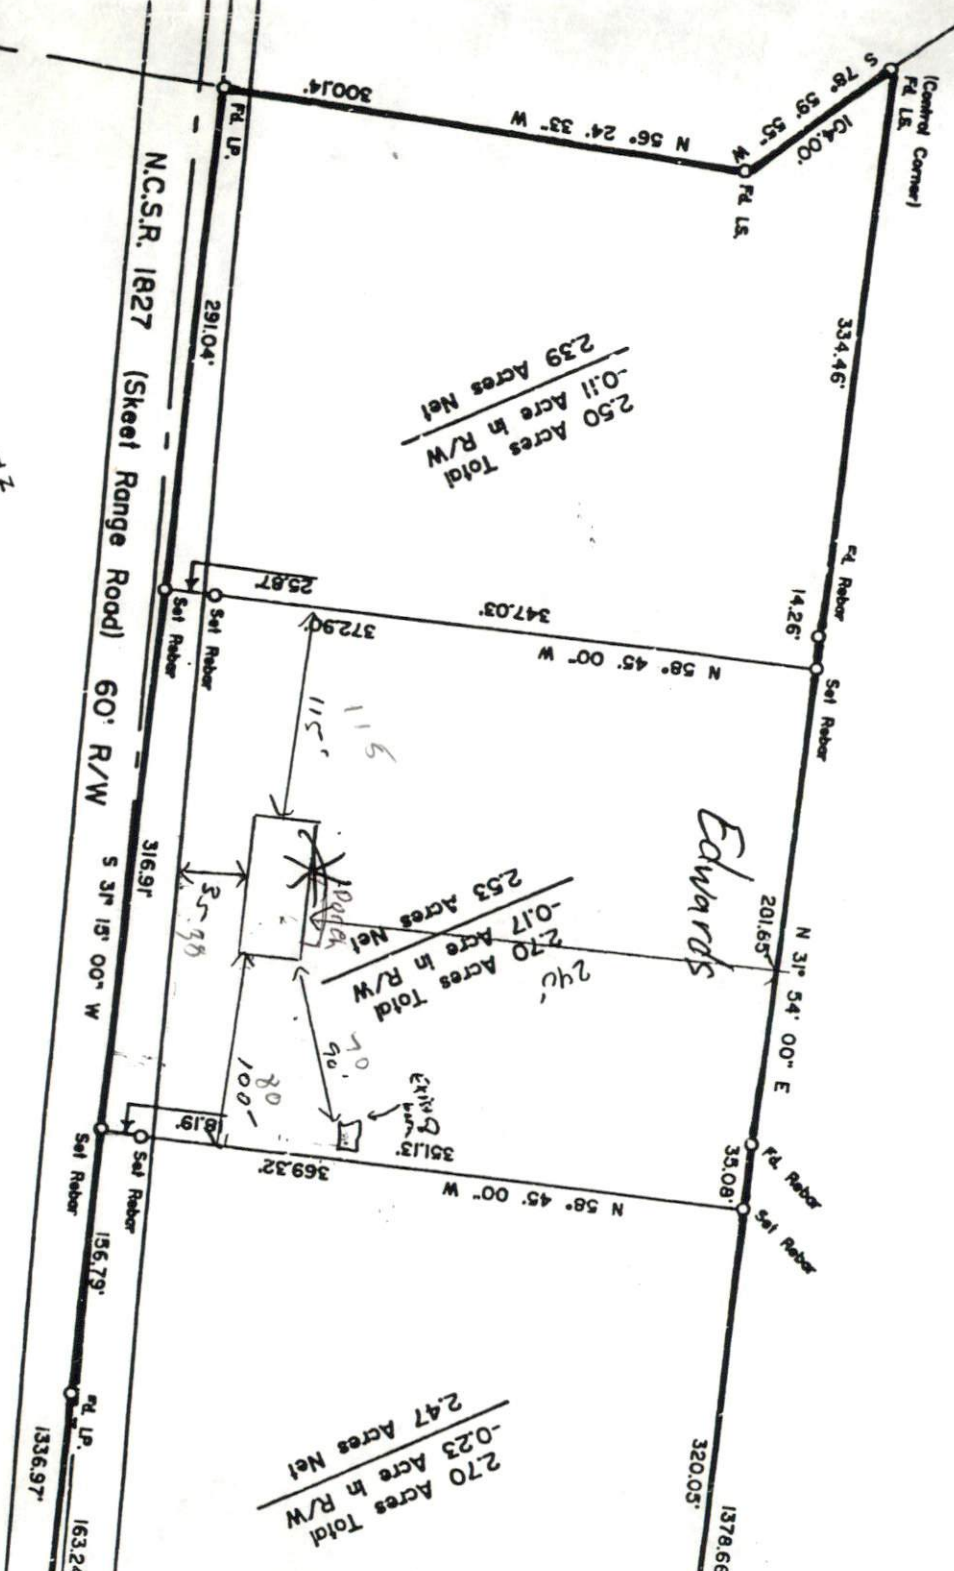 (Control Corner)
Fd. I.S.
S 78° 59' 55" W
104.00'
N 56° 24' 33" W
300.14'
Fd. I.P.
Fd. I.S.
334.46'
291.04'
N.C.S.R. 1827 (Skeet Range Road) 60' R/W
2.50 Acres Total
-0.11 Acre in R/W
2.39 Acres Net
Fd. Rebar
14.26'
Set Rebar
25.87'
347.03'
372.90'
N 58° 45' 00" W
Set Rebar
Set Rebar
115'
115
Edwards
201.65'
N 31° 54' 00" E
316.91'
S 31° 15' 00" W
35-38
Porch
2.70 Acres Total
-0.17 Acre in R/W
2.53 Acres Net
240'
90'
100-
80
Exist'g
barn
18.19'
351.13'
369.32'
N 58° 45' 00" W
35.08'
Fd. Rebar
Set Rebar
Set Rebar
Set Rebar
156.79'
Fd. I.P.
2.70 Acres Total
-0.23 Acre in R/W
2.47 Acres Net
320.05'
1378.66
1336.97'
163.24